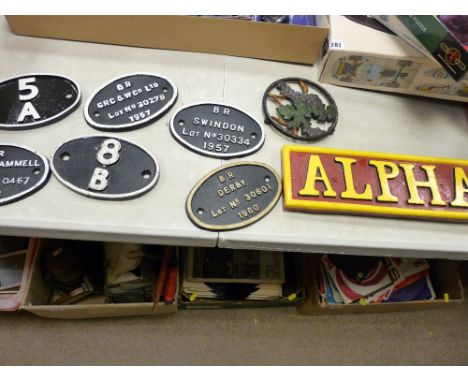 5
A
BR
GRC & W Co LTD
LOT No 30278
1957
BR
SWINDON
LOT No 30334
1957
8
B
0467
BR
DERBY
LOT No 30601
1960
ALPHA
281